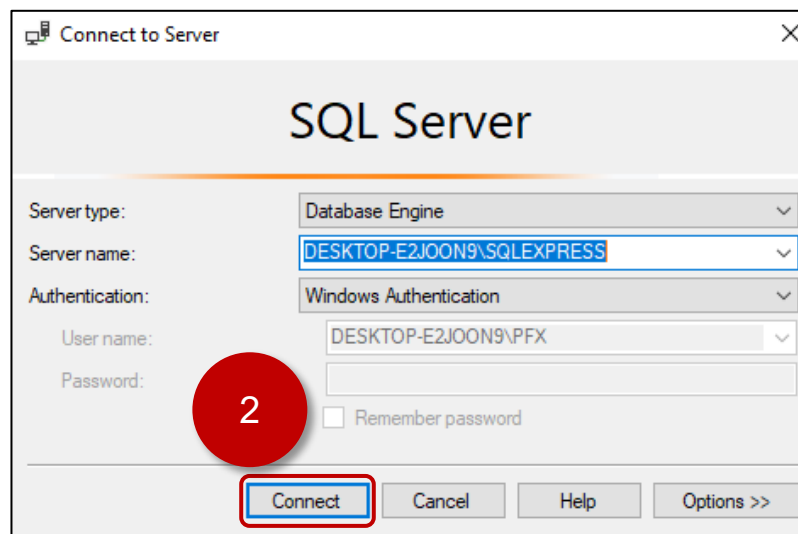 Connect to Server
SQL Server
Server type: Database Engine
Server name: DESKTOP-E2JOON9\SQLEXPRESS
Authentication: Windows Authentication
User name: DESKTOP-E2JOON9\PFX
Password:
2
Remember password
Connect Cancel Help Options >>